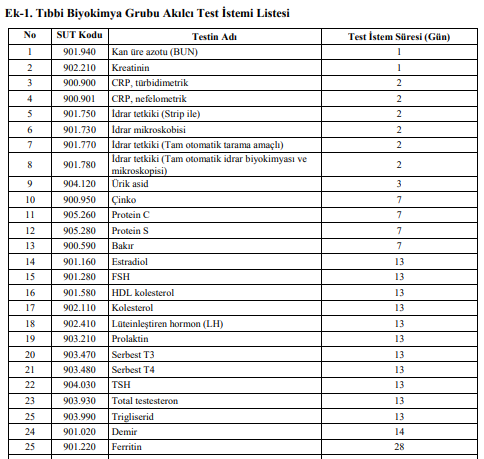 Ek-1. Tıbbi Biyokimya Grubu Akılcı Test İstemi Listesi
No SUT Kodu Testin Adı Test İstem Süresi (Gün)
1 901.940 Kan üre azotu (BUN) 1
2 902.210 Kreatinin 1
3 900.900 CRP, türbidimetrik 2
4 900.901 CRP, nefelometrik 2
5 901.750 İdrar tetkiki (Strip ile) 2
6 901.730 İdrar mikroskobisi 2
7 901.770 İdrar tetkiki (Tam otomatik tarama amaçlı) 2
8 901.780 İdrar tetkiki (Tam otomatik idrar biyokimyası ve
mikroskopisi) 2
9 904.120 Ürik asid 3
10 900.950 Çinko 7
11 905.260 Protein C 7
12 905.280 Protein S 7
13 900.590 Bakır 7
14 901.160 Estradiol 13
15 901.280 FSH 13
16 901.580 HDL kolesterol 13
17 902.110 Kolesterol 13
18 902.410 Lüteinleştiren hormon (LH) 13
19 903.210 Prolaktin 13
20 903.470 Serbest T3 13
21 903.480 Serbest T4 13
22 904.030 TSH 13
23 903.930 Total testesteron 13
25 903.990 Trigliserid 13
24 901.020 Demir 14
25 901.220 Ferritin 28